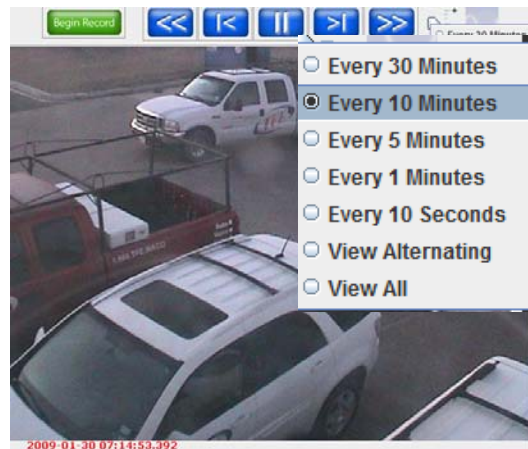 Begin Record
<<
|<
||
>|
>>
Every 30 Minutes
Every 10 Minutes
Every 5 Minutes
Every 1 Minutes
Every 10 Seconds
View Alternating
View All
2009-01-30 07:14:53.392